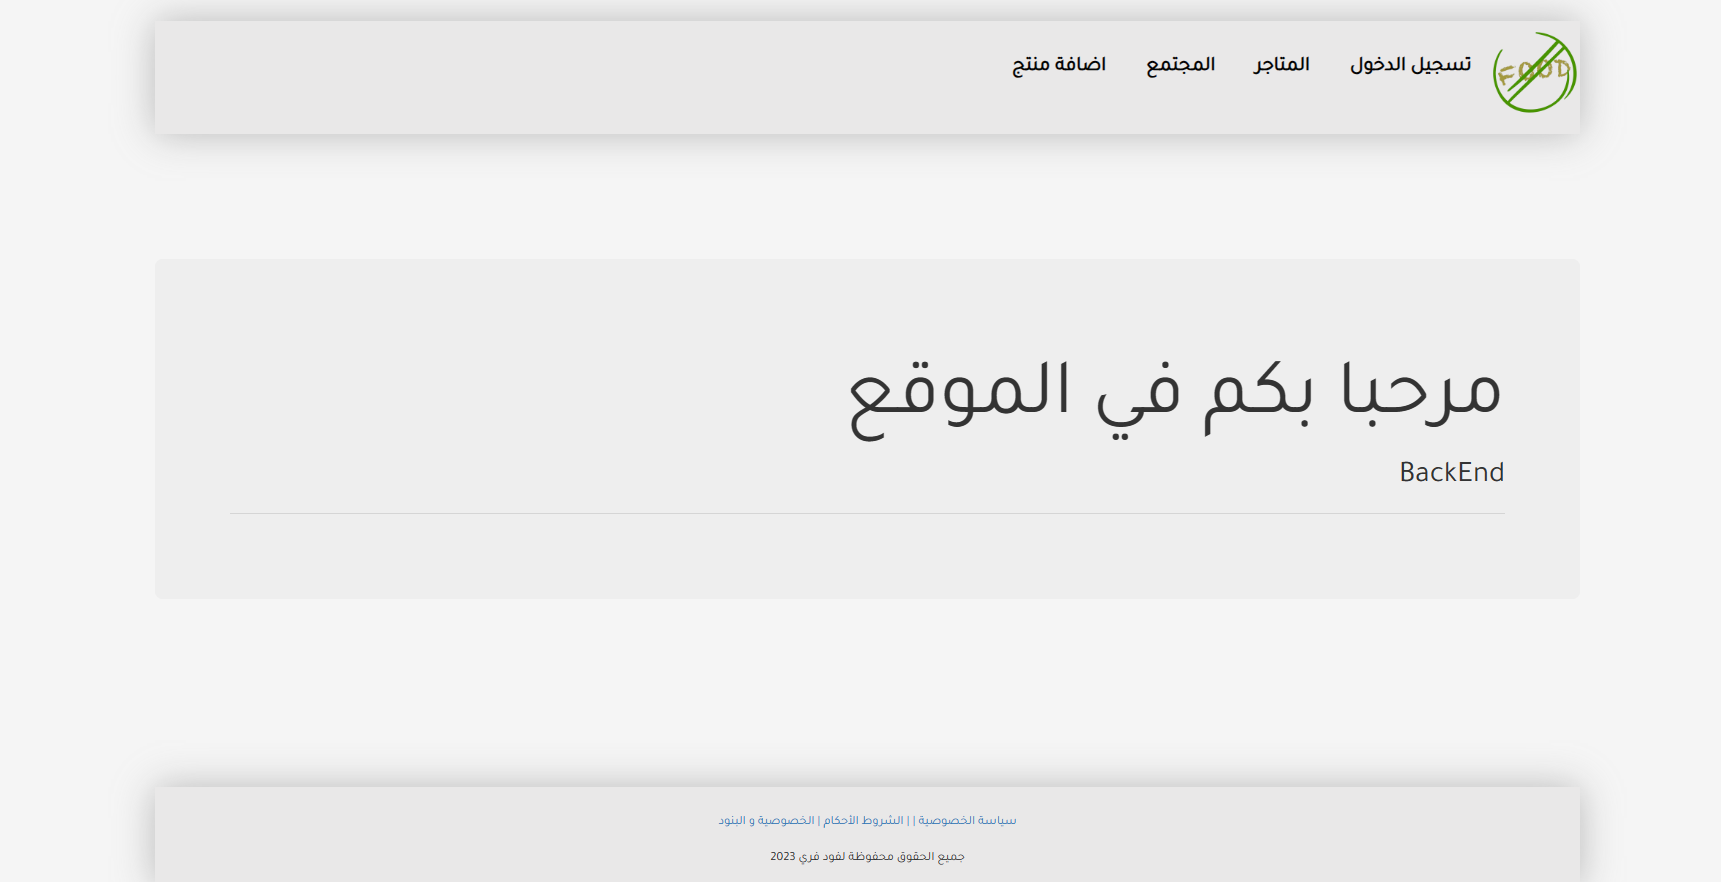 FOOD
تسجيل الدخول المتاجر المجتمع اضافة منتج
مرحبا بكم في الموقع
BackEnd
سياسة الخصوصية | | الشروط الأحكام | الخصوصية و البنود
جميع الحقوق محفوظة لفود فري 2023